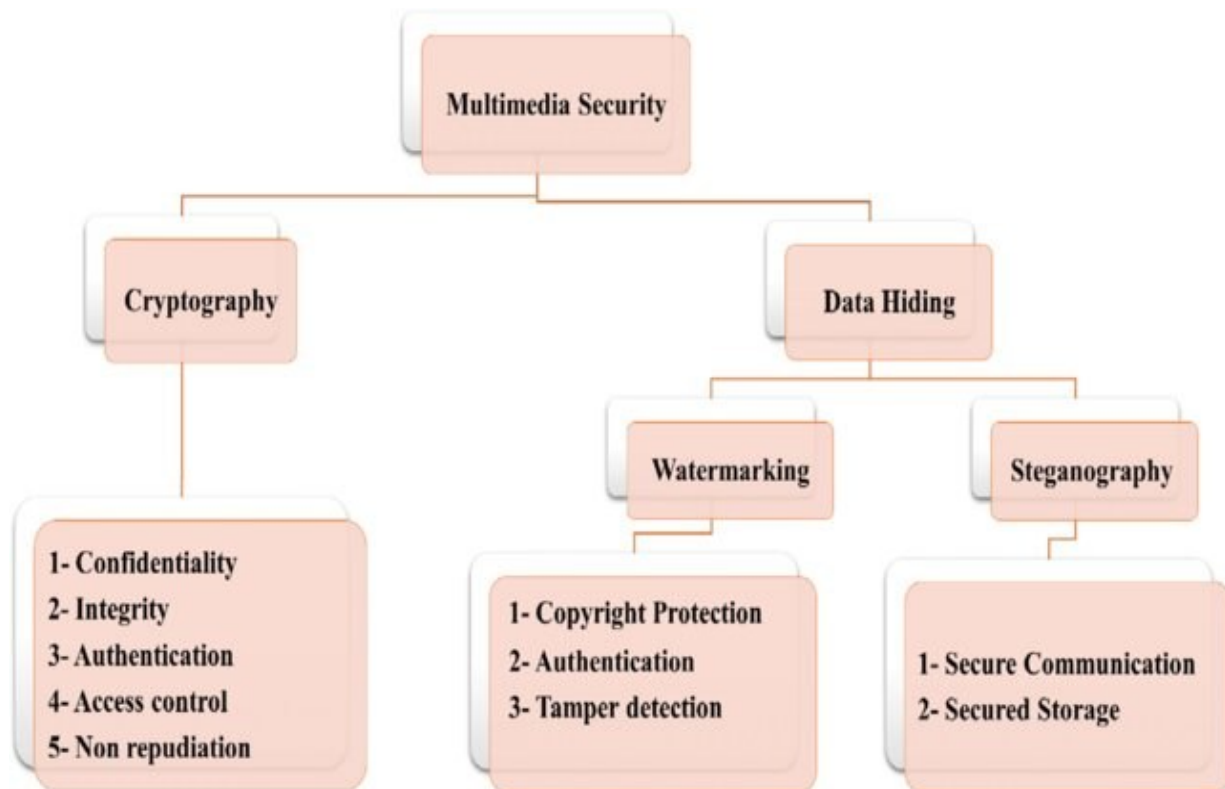 Multimedia Security
Cryptography
Data Hiding
Watermarking
Steganography
1- Confidentiality
2- Integrity
3- Authentication
4- Access control
5- Non repudiation
1- Copyright Protection
2- Authentication
3- Tamper detection
1- Secure Communication
2- Secured Storage